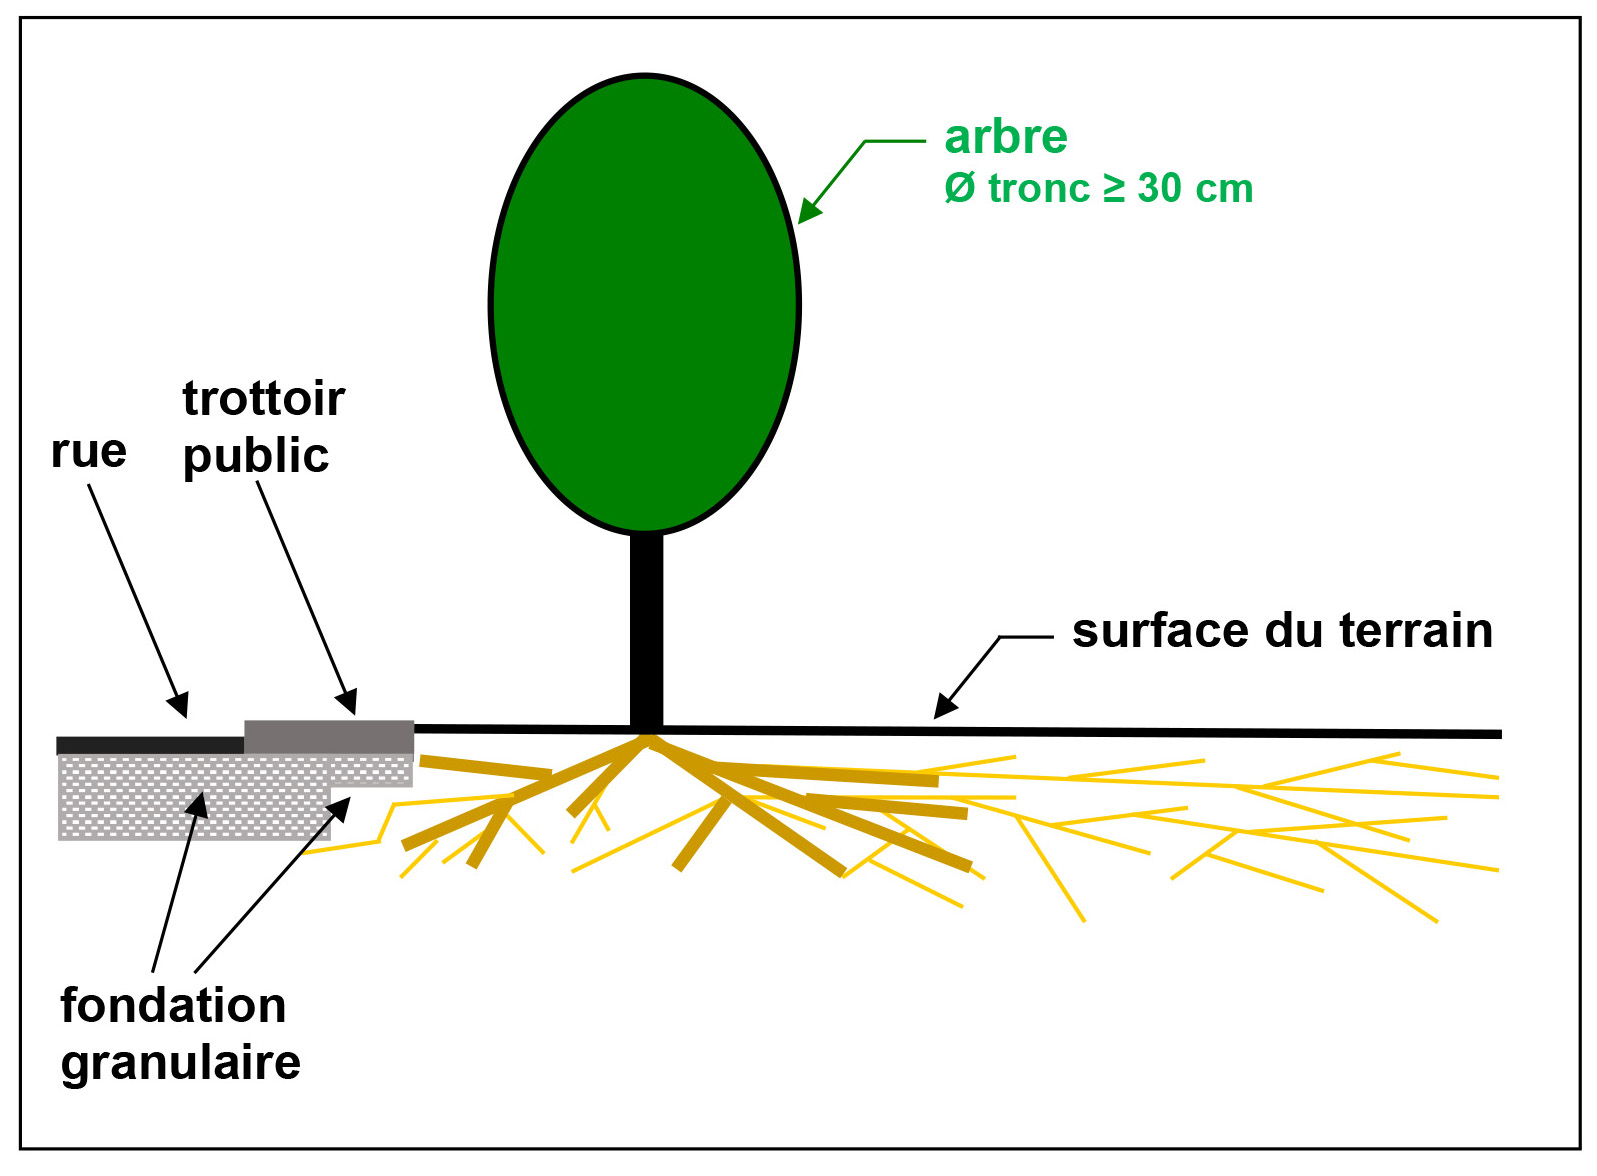 arbre
Ø tronc ≥ 30 cm
trottoir
public
rue
surface du terrain
fondation
granulaire